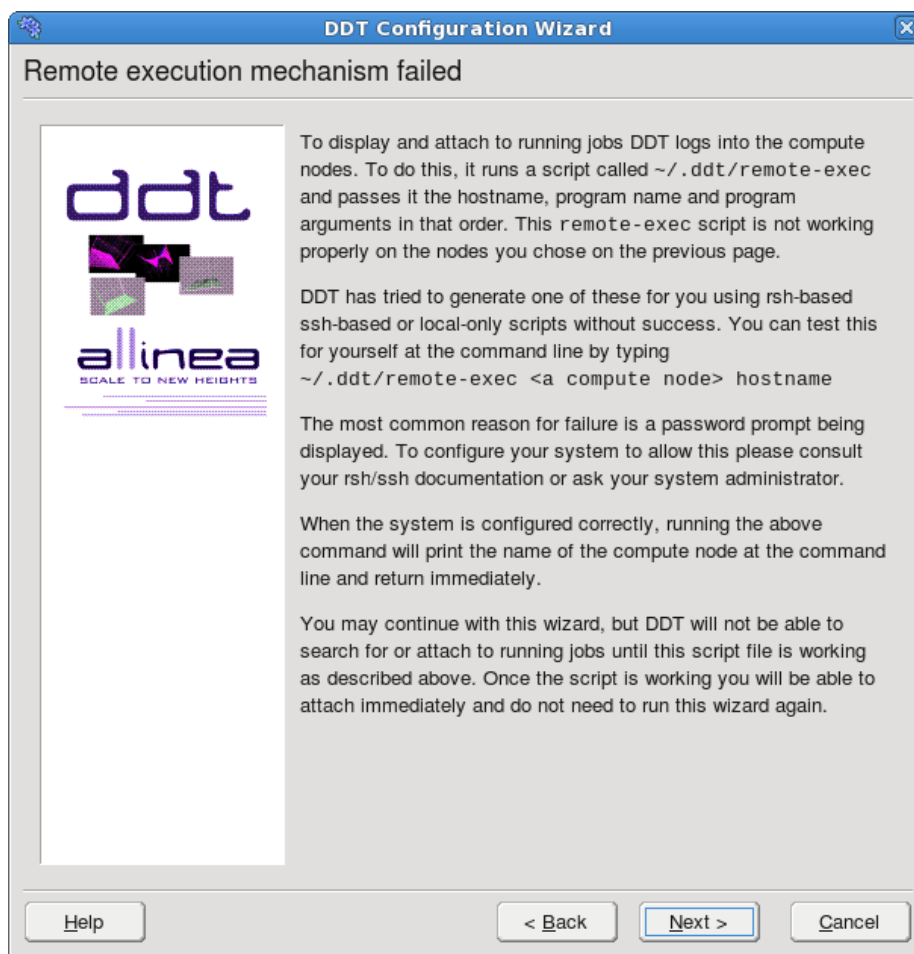 DDT Configuration Wizard
Remote execution mechanism failed
ddt
allinea
SCALE TO NEW HEIGHTS
To display and attach to running jobs DDT logs into the compute
nodes. To do this, it runs a script called ~/.ddt/remote-exec
and passes it the hostname, program name and program
arguments in that order. This remote-exec script is not working
properly on the nodes you chose on the previous page.
DDT has tried to generate one of these for you using rsh-based
ssh-based or local-only scripts without success. You can test this
for yourself at the command line by typing
~/.ddt/remote-exec <a compute node> hostname
The most common reason for failure is a password prompt being
displayed. To configure your system to allow this please consult
your rsh/ssh documentation or ask your system administrator.
When the system is configured correctly, running the above
command will print the name of the compute node at the command
line and return immediately.
You may continue with this wizard, but DDT will not be able to
search for or attach to running jobs until this script file is working
as described above. Once the script is working you will be able to
attach immediately and do not need to run this wizard again.
Help
< Back
Next >
Cancel